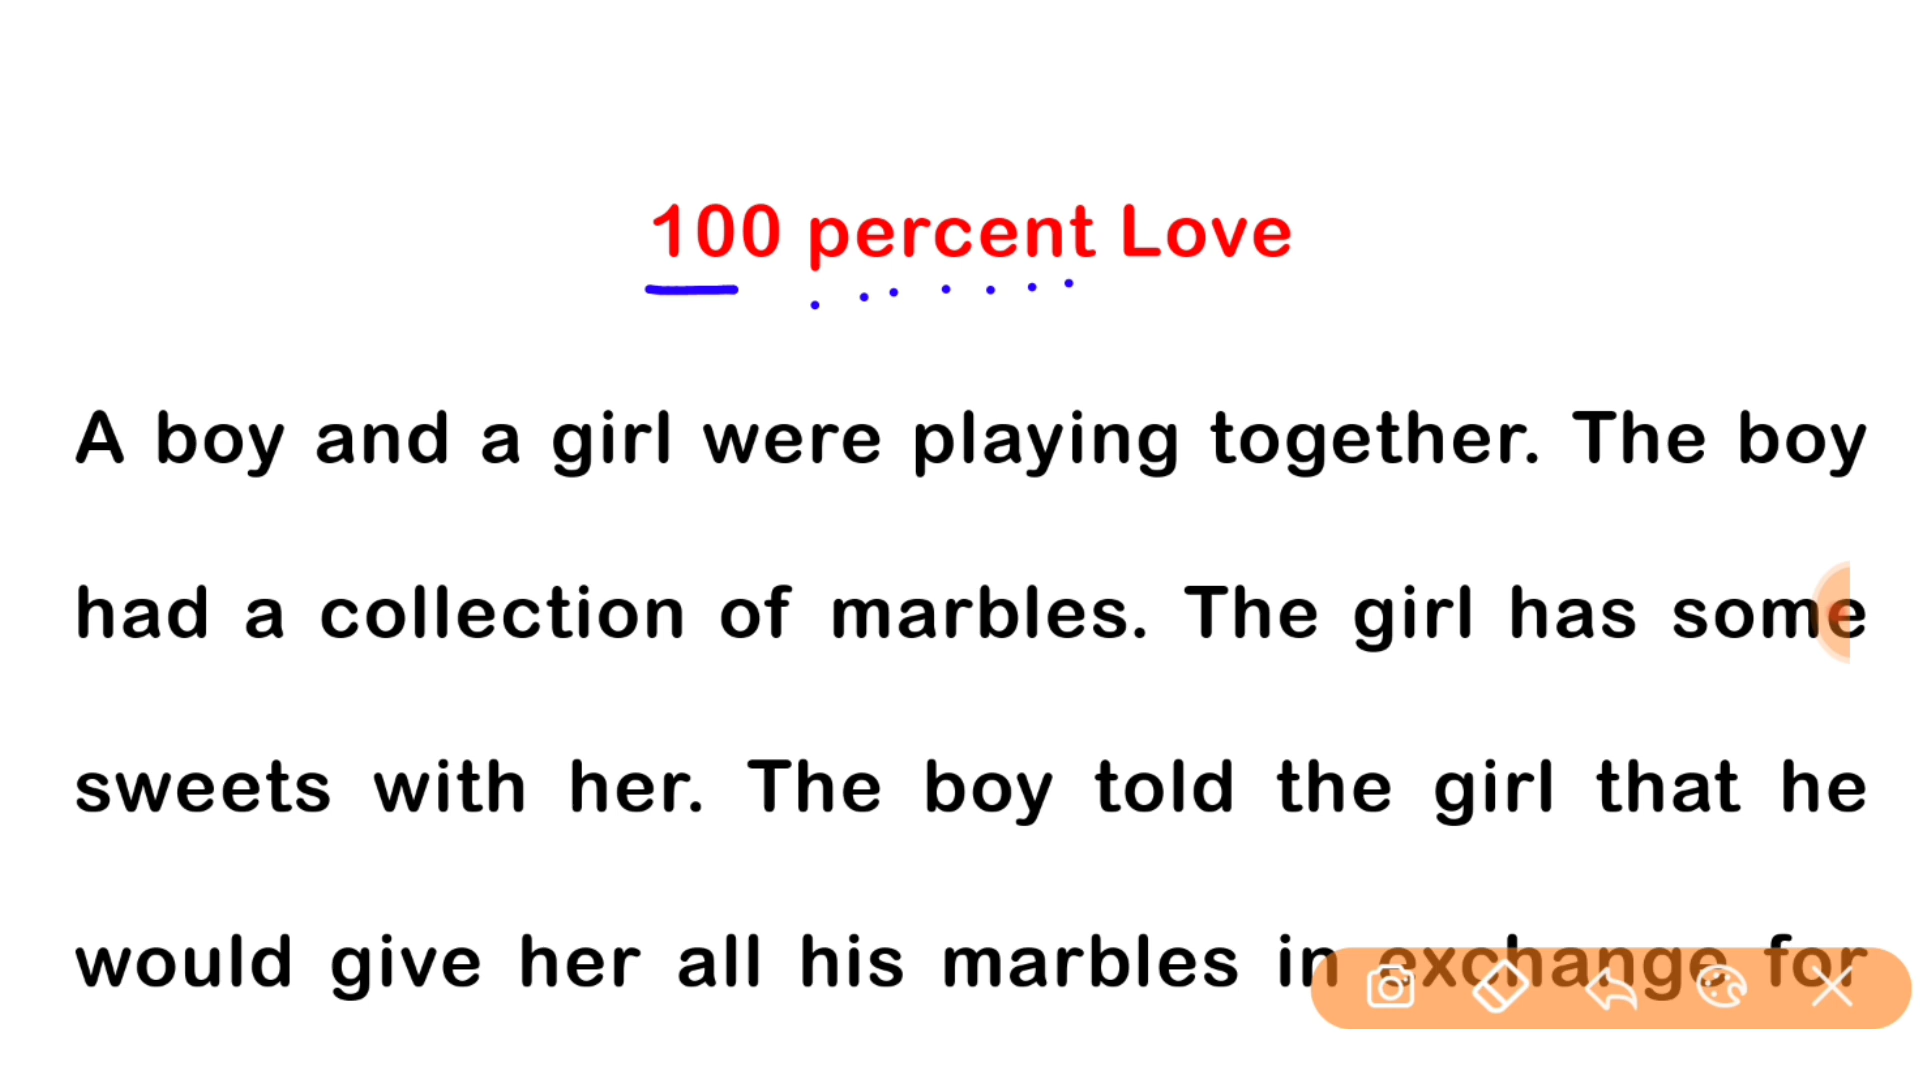 100 percent Love
A boy and a girl were playing together. The boy
had a collection of marbles. The girl has some
sweets with her. The boy told the girl that he
would give her all his marbles in exchange for